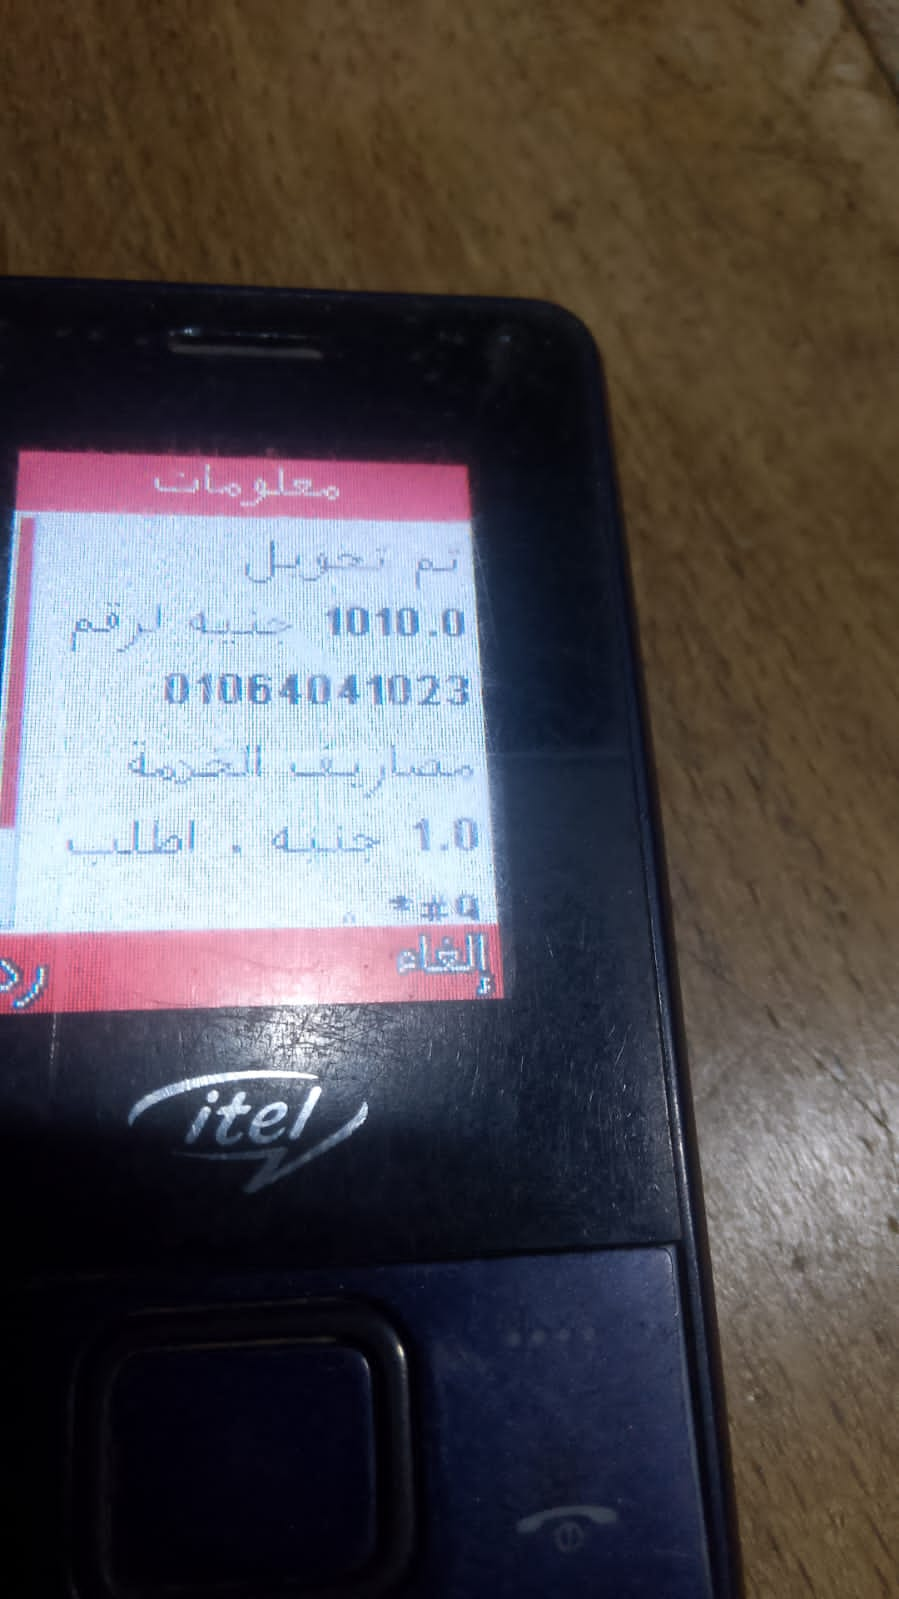 معلومات
تم تحويل
1010.0 جنيه لرقم
01064041023
مصاريف الخدمة
1.0 جنيه . اطلب
إلغاء
itel